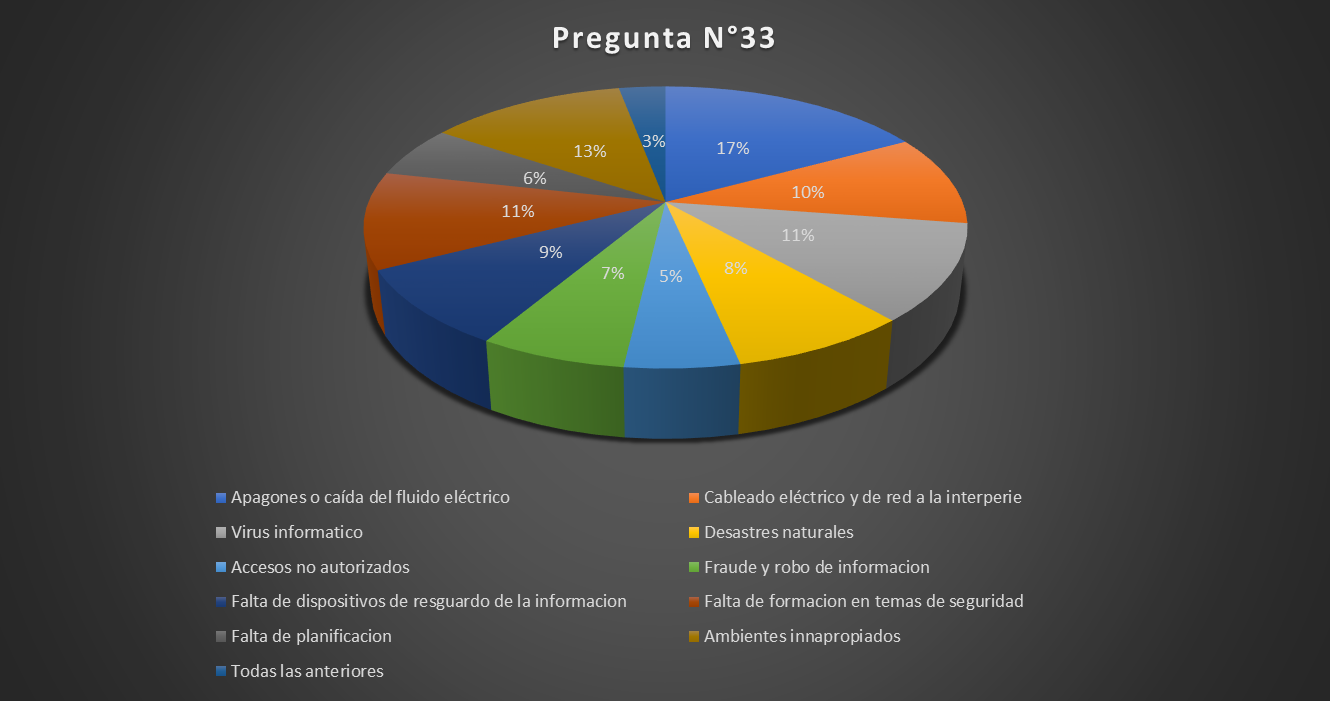 Pregunta N°33
3%
17%
13%
10%
6%
11%
11%
9%
8%
7%
5%
Apagones o caída del fluido eléctrico
Cableado eléctrico y de red a la interperie
Virus informatico
Desastres naturales
Accesos no autorizados
Fraude y robo de informacion
Falta de dispositivos de resguardo de la informacion
Falta de formacion en temas de seguridad
Falta de planificacion
Ambientes innapropiados
Todas las anteriores